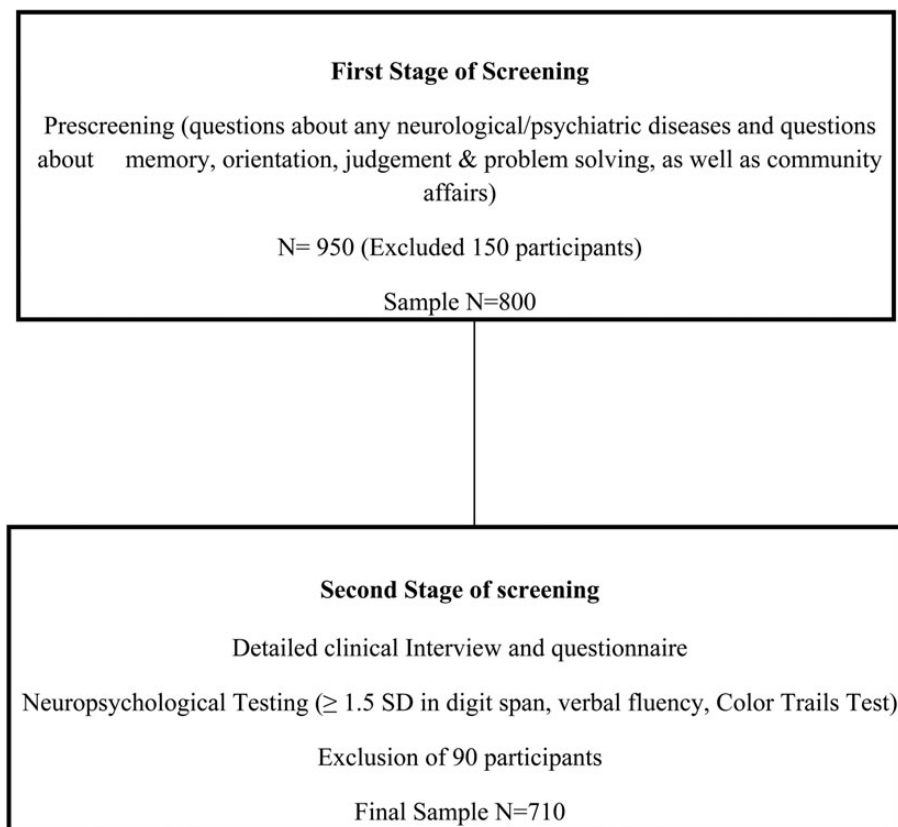 First Stage of Screening
Prescreening (questions about any neurological/psychiatric diseases and questions
about memory, orientation, judgement & problem solving, as well as community
affairs)
N= 950 (Excluded 150 participants)
Sample N=800
Second Stage of screening
Detailed clinical Interview and questionnaire
Neuropsychological Testing (≥ 1.5 SD in digit span, verbal fluency, Color Trails Test)
Exclusion of 90 participants
Final Sample N=710